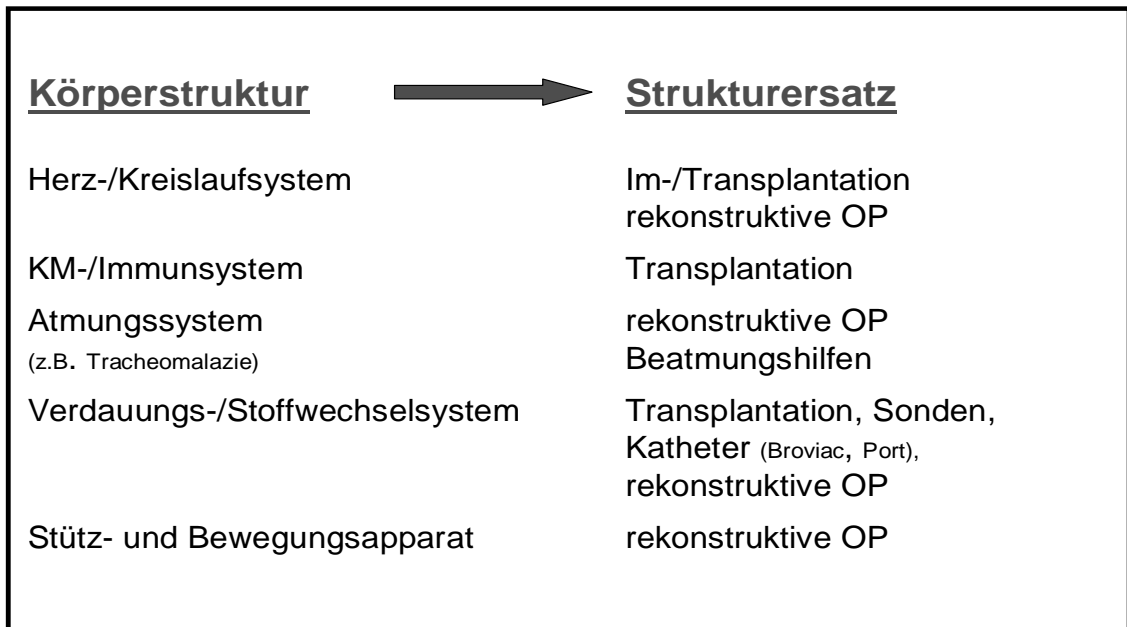 Körperstruktur Strukturersatz
Herz-/Kreislaufsystem Im-/Transplantation
rekonstruktive OP
KM-/Immunsystem Transplantation
Atmungssystem rekonstruktive OP
(z.B. Tracheomalazie) Beatmungshilfen
Verdauungs-/Stoffwechselsystem Transplantation, Sonden,
Katheter (Broviac, Port),
rekonstruktive OP
Stütz- und Bewegungsapparat rekonstruktive OP